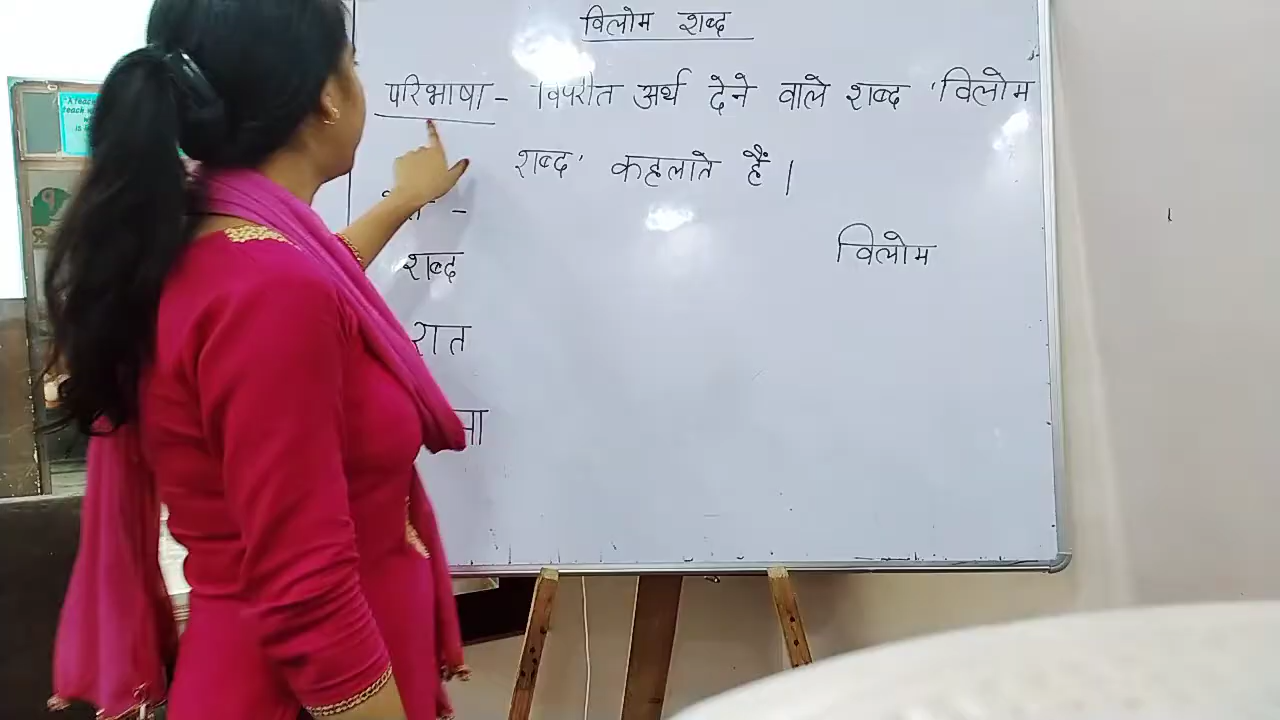 विलोम शब्द
परिभाषा - विपरीत अर्थ देने वाले शब्द 'विलोम
शब्द' कहलाते हैं।
शब्द
विलोम
रात